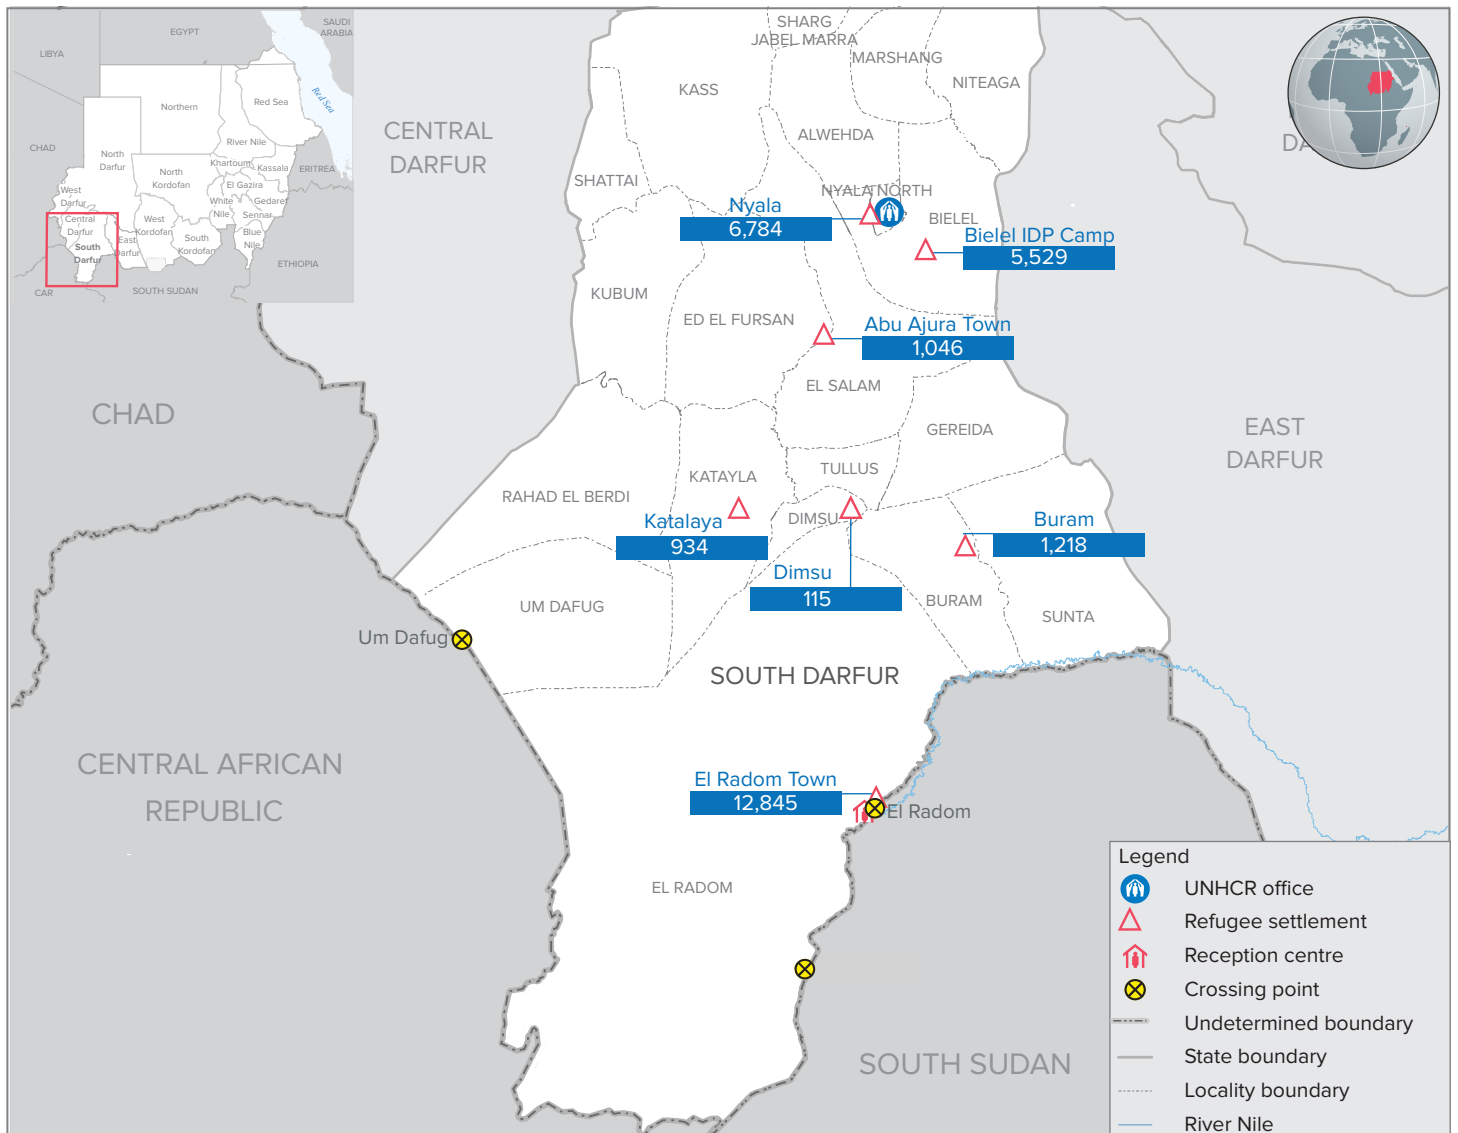 SAUDI
ARABIA
EGYPT
LIBYA
Red Sea
Northern
Red Sea
CHAD
River Nile
North
Darfur
Khartoum
Kassala
ERITREA
North
Kordofan
El Gazira
West
Darfur
White
Nile
Gedaref
Sennar
Central
Darfur
West
Kordofan
South
Kordofan
Blue
Nile
East
Darfur
South
Darfur
ETHIOPIA
CAR
SOUTH SUDAN
CENTRAL
DARFUR
SHARG
JABEL MARRA
MARSHANG
NITEAGA
KASS
ALWEHDA
DA
SHATTAI
NYALA NORTH
Nyala
6,784
BIELEL
Bielel IDP Camp
5,529
KUBUM
ED EL FURSAN
Abu Ajura Town
1,046
EL SALAM
CHAD
GEREIDA
EAST
DARFUR
TULLUS
KATAYLA
RAHAD EL BERDI
DIMSU
Katalaya
934
Buram
1,218
Dimsu
115
UM DAFUG
BURAM
SUNTA
Um Dafug
SOUTH DARFUR
CENTRAL AFRICAN
REPUBLIC
El Radom Town
12,845
El Radom
EL RADOM
SOUTH SUDAN
Legend
UNHCR office
Refugee settlement
Reception centre
Crossing point
Undetermined boundary
State boundary
Locality boundary
River Nile